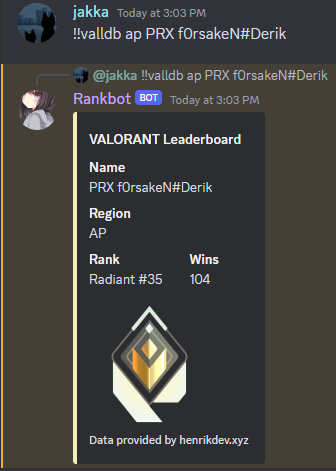 jakka Today at 3:03 PM
!!valldb ap PRX f0rsakeN#Derik
@jakka !!valldb ap PRX f0rsakeN#Derik
Rankbot BOT Today at 3:03 PM
VALORANT Leaderboard
Name
PRX f0rsakeN#Derik
Region
AP
Rank Wins
Radiant #35 104
Data provided by henrikdev.xyz